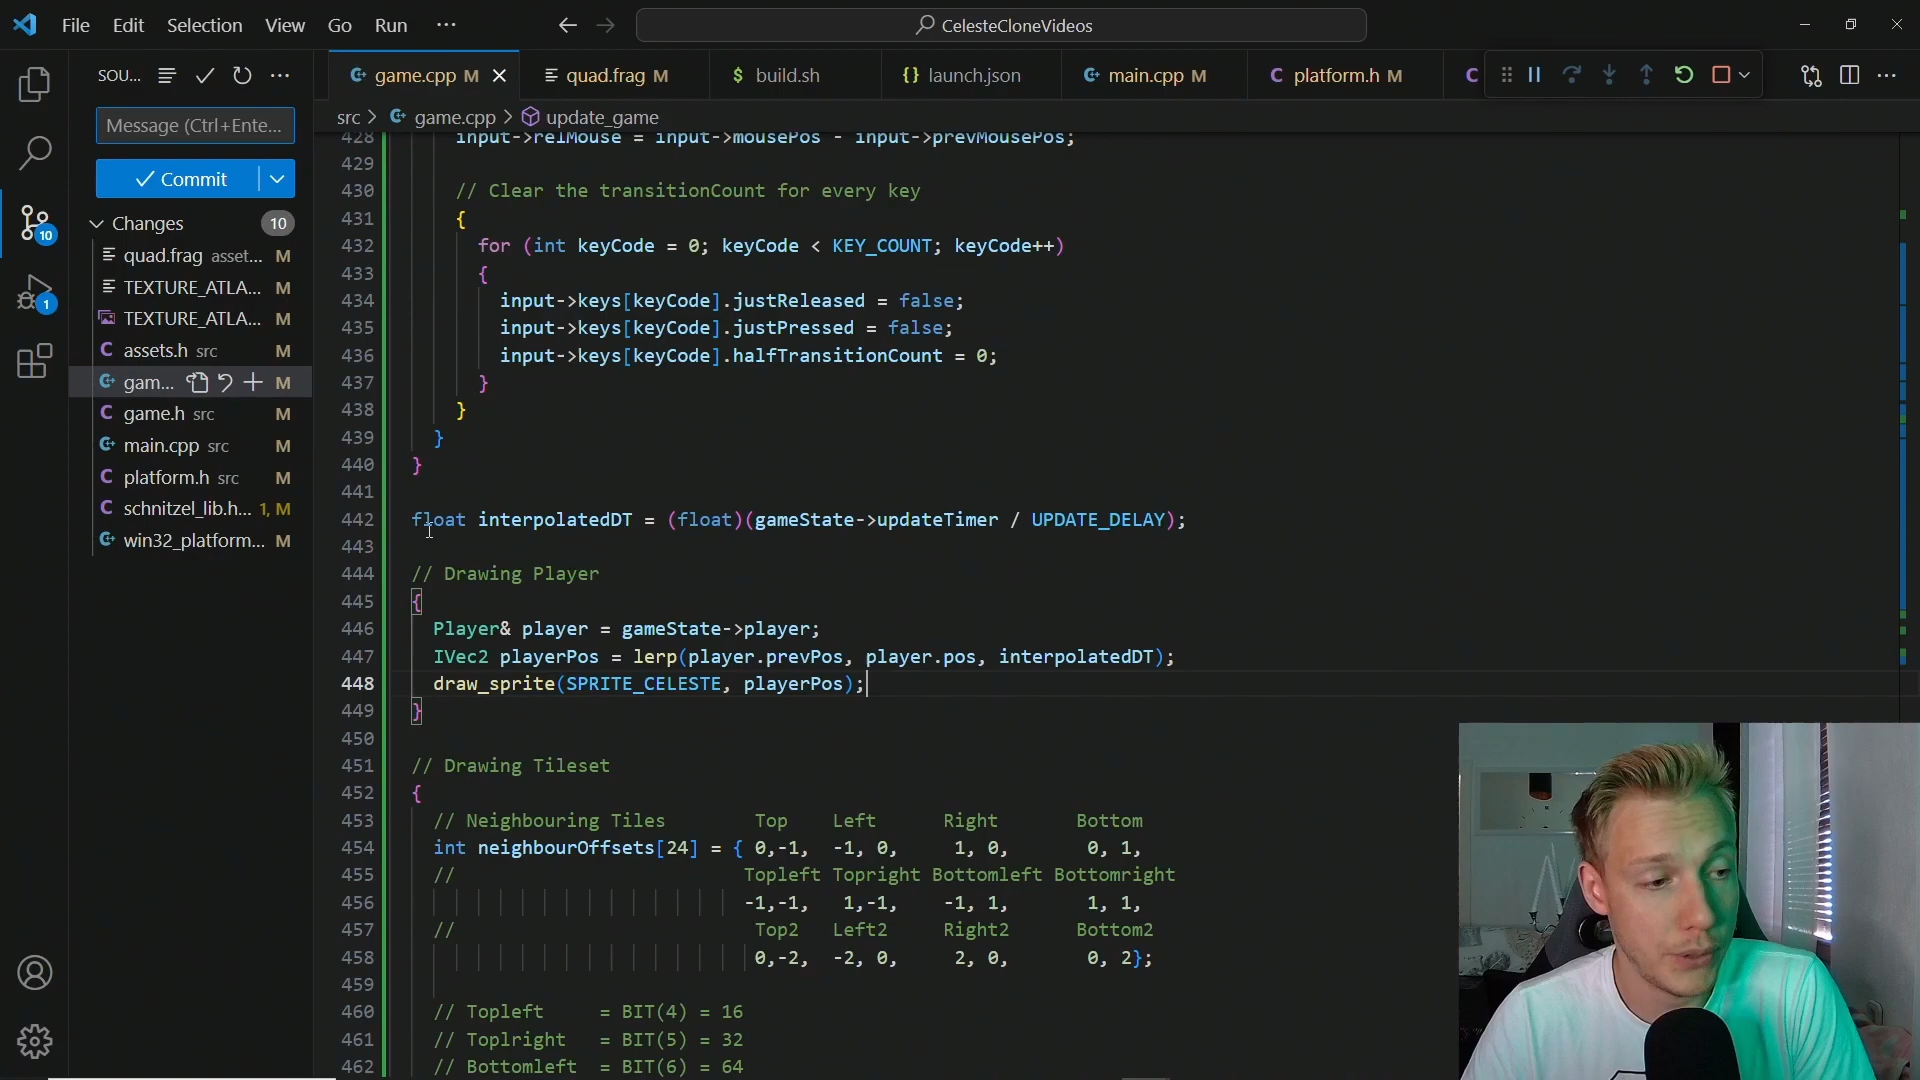 File Edit Selection View Go Run ···
CelesteCloneVideos
SOU...
game.cpp M
quad.frag M
$ build.sh
{} launch.json
main.cpp M
C platform.h M
C
src > game.cpp > update_game
Message (Ctrl+Ente...
Commit
Changes 10
quad.frag asset... M
TEXTURE_ATLA... M
TEXTURE_ATLA... M
C assets.h src M
gam... M
C game.h src M
main.cpp src M
C platform.h src M
C schnitzel_lib.h... 1, M
win32_platform... M
10
1
428 input->relMouse = input->mousePos - input->prevMousePos;
429
430 // Clear the transitionCount for every key
431 {
432 for (int keyCode = 0; keyCode < KEY_COUNT; keyCode++)
433 {
434 input->keys[keyCode].justReleased = false;
435 input->keys[keyCode].justPressed = false;
436 input->keys[keyCode].halfTransitionCount = 0;
437 }
438 }
439 }
440 }
441
442 float interpolatedDT = (float)(gameState->updateTimer / UPDATE_DELAY);
443
444 // Drawing Player
445 {
446 Player& player = gameState->player;
447 IVec2 playerPos = lerp(player.prevPos, player.pos, interpolatedDT);
448 draw_sprite(SPRITE_CELESTE, playerPos);
449 }
450
451 // Drawing Tileset
452 {
453 // Neighbouring Tiles Top Left Right Bottom
454 int neighbourOffsets[24] = { 0,-1, -1, 0, 1, 0, 0, 1,
455 // Topleft Topright Bottomleft Bottomright
456 -1,-1, 1,-1, -1, 1, 1, 1,
457 // Top2 Left2 Right2 Bottom2
458 0,-2, -2, 0, 2, 0, 0, 2};
459
460 // Topleft = BIT(4) = 16
461 // Toplright = BIT(5) = 32
462 // Bottomleft = BIT(6) = 64